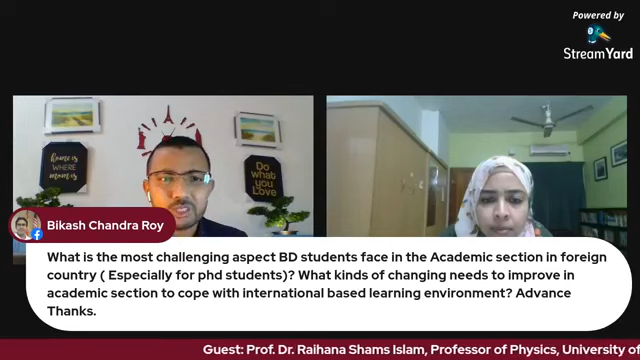 Powered by
StreamYard
home is
WHERE
mom is
Do
what
you
Love
Bikash Chandra Roy
What is the most challenging aspect BD students face in the Academic section in foreign
country ( Especially for phd students)? What kinds of changing needs to improve in
academic section to cope with international based learning environment? Advance
Thanks.
Guest: Prof. Dr. Raihana Shams Islam, Professor of Physics, University of